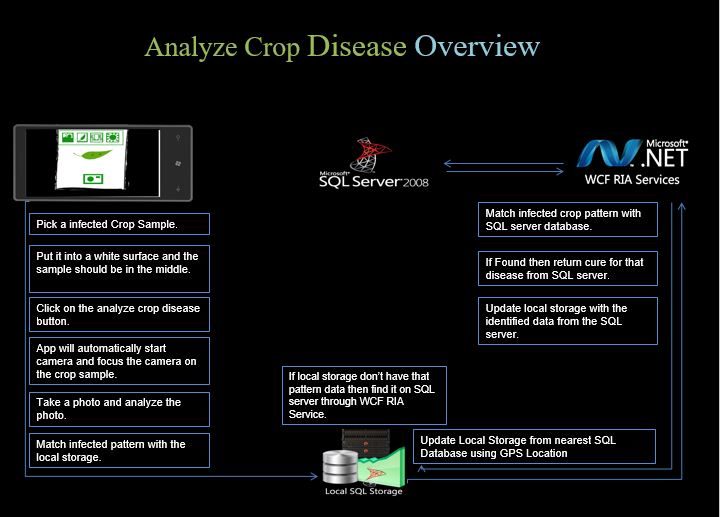 Analyze Crop Disease Overview
Microsoft®
SQL Server®2008
Microsoft®
.NET
WCF RIA Services
Pick a infected Crop Sample.
Put it into a white surface and the
sample should be in the middle.
Click on the analyze crop disease
button.
App will automatically start
camera and focus the camera on
the crop sample.
Take a photo and analyze the
photo.
Match infected pattern with the
local storage.
Match infected crop pattern with
SQL server database.
If Found then return cure for that
disease from SQL server.
Update local storage with the
identified data from the SQL
server.
If local storage don't have that
pattern data then find it on SQL
server through WCF RIA
Service.
Update Local Storage from nearest SQL
Database using GPS Location
Local SQL Storage